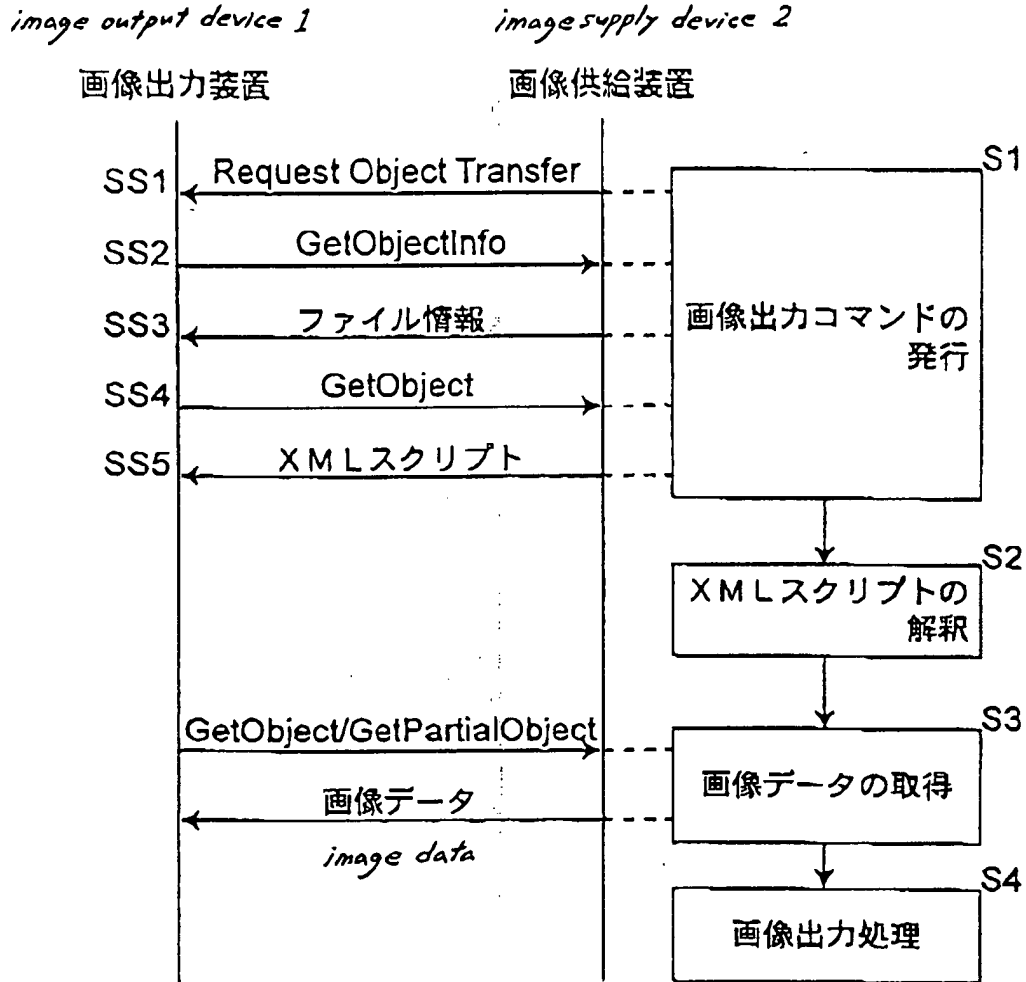 image output device 1
image supply device 2
画像出力装置
画像供給装置
S1
SS1
Request Object Transfer
SS2
GetObjectInfo
SS3
ファイル情報
画像出力コマンドの
発行
SS4
GetObject
SS5
XMLスクリプト
S2
XMLスクリプトの
解釈
S3
GetObject/GetPartialObject
画像データの取得
画像データ
image data
S4
画像出力処理